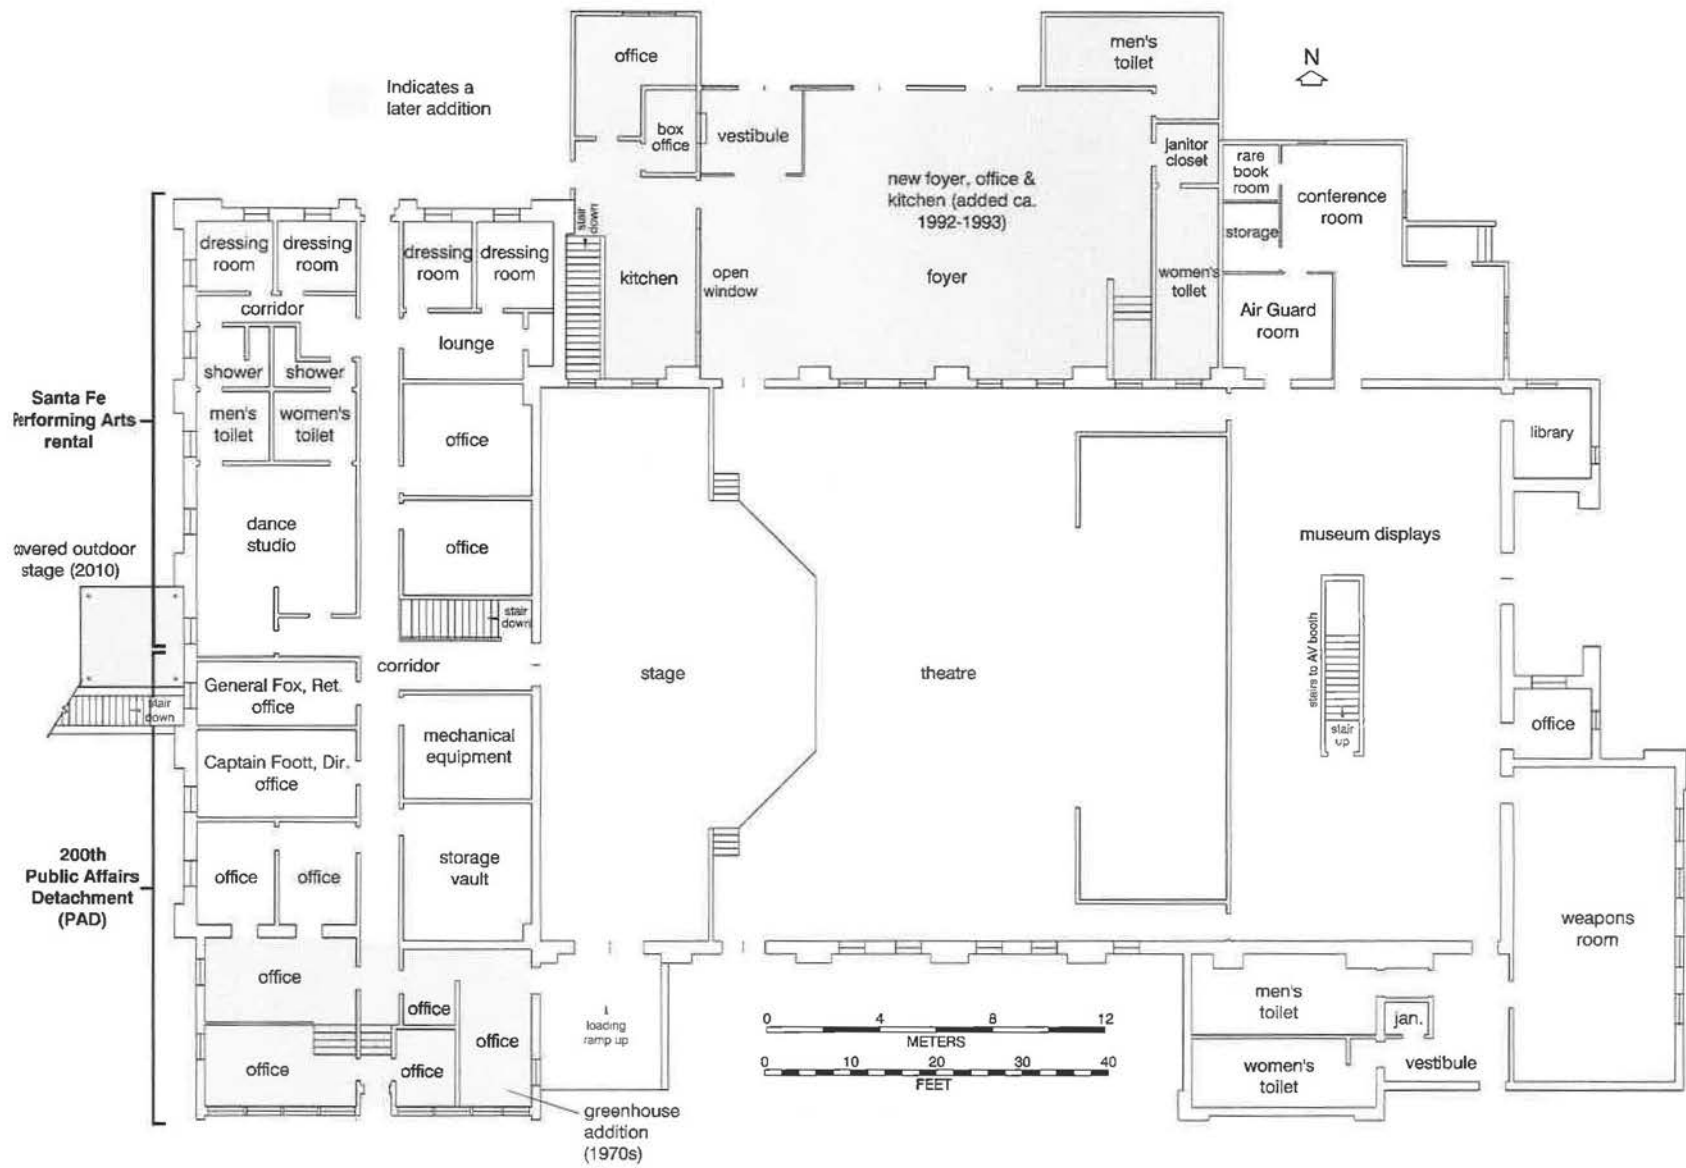 office
men's
toilet
N
Indicates a
later addition
box
office
vestibule
janitor
closet
rare
book
room
new foyer, office &
kitchen (added ca.
1992-1993)
conference
room
stair
down
storage
dressing
room
dressing
room
dressing
room
dressing
room
kitchen
open
window
foyer
women's
toilet
corridor
Air Guard
room
lounge
shower
shower
Santa Fe
Performing Arts
rental
men's
toilet
women's
toilet
office
library
dance
studio
office
museum displays
overed outdoor
stage (2010)
stair
down
stairs to AV booth
corridor
stage
theatre
General Fox, Ret.
office
stair
down
office
stair
up
mechanical
equipment
Captain Foott, Dir.
office
200th
Public Affairs
Detachment
(PAD)
office
office
storage
vault
weapons
room
office
office
men's
toilet
0 4 8 12
METERS
loading
ramp up
office
jan.
office
office
0 10 20 30 40
FEET
women's
toilet
vestibule
greenhouse
addition
(1970s)